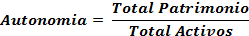 Autonomia = Total Patrimonio / Total Activos